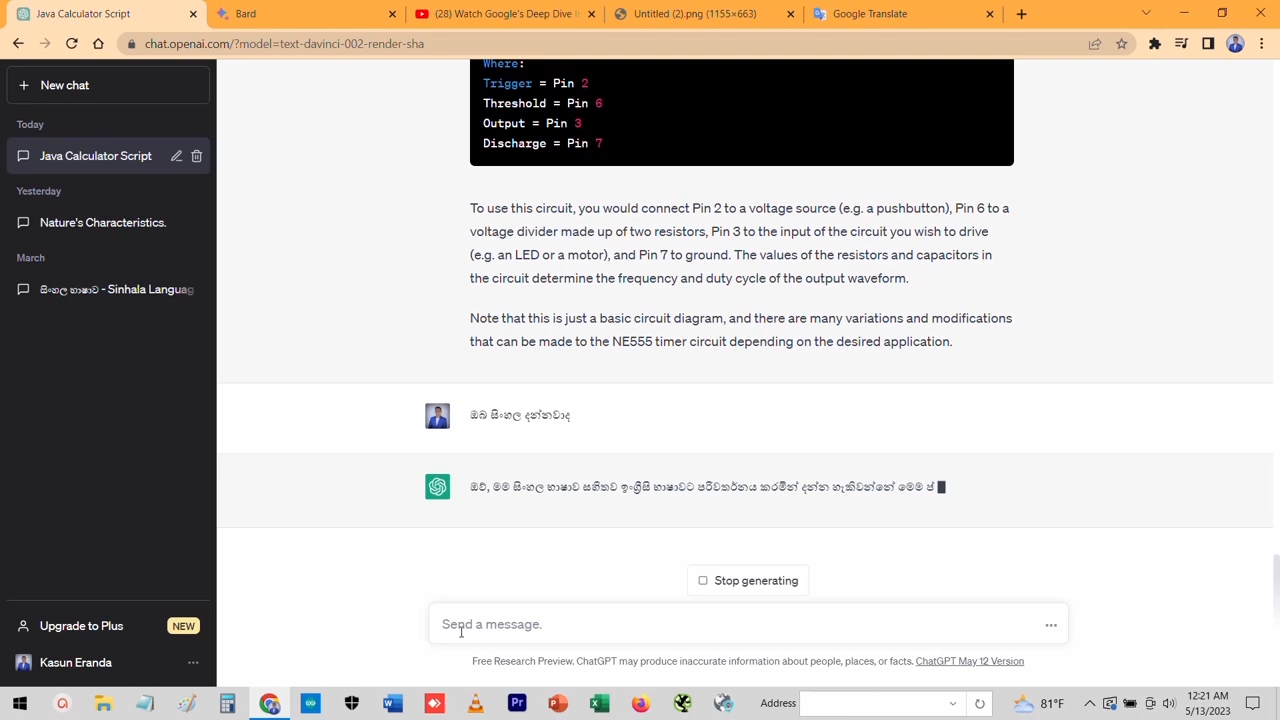 Java Calculator Script
Bard
(28) Watch Google's Deep Dive i
Untitled (2).png (1155×663)
Google Translate
chat.openai.com/?model=text-davinci-002-render-sha
New chat
Today
Java Calculator Script
Yesterday
Nature's Characteristics.
March
සිංහල භාෂාව - Sinhala Languag
Upgrade to Plus
NEW
Kasun Eranda
Where:
Trigger = Pin 2
Threshold = Pin 6
Output = Pin 3
Discharge = Pin 7
To use this circuit, you would connect Pin 2 to a voltage source (e.g. a pushbutton), Pin 6 to a
voltage divider made up of two resistors, Pin 3 to the input of the circuit you wish to drive
(e.g. an LED or a motor), and Pin 7 to ground. The values of the resistors and capacitors in
the circuit determine the frequency and duty cycle of the output waveform.
Note that this is just a basic circuit diagram, and there are many variations and modifications
that can be made to the NE555 timer circuit depending on the desired application.
ඔබ සිංහල දන්නවාද
ඔව්, මම සිංහල භාෂාව සහිතව ඉංග්‍රීසි භාෂාවට පරිවර්තනය කරමින් දන්න හැකිවන්නේ මෙම ප්
Stop generating
Send a message.
Free Research Preview. ChatGPT may produce inaccurate information about people, places, or facts. ChatGPT May 12 Version
Address
81°F
12:21 AM
5/13/2023